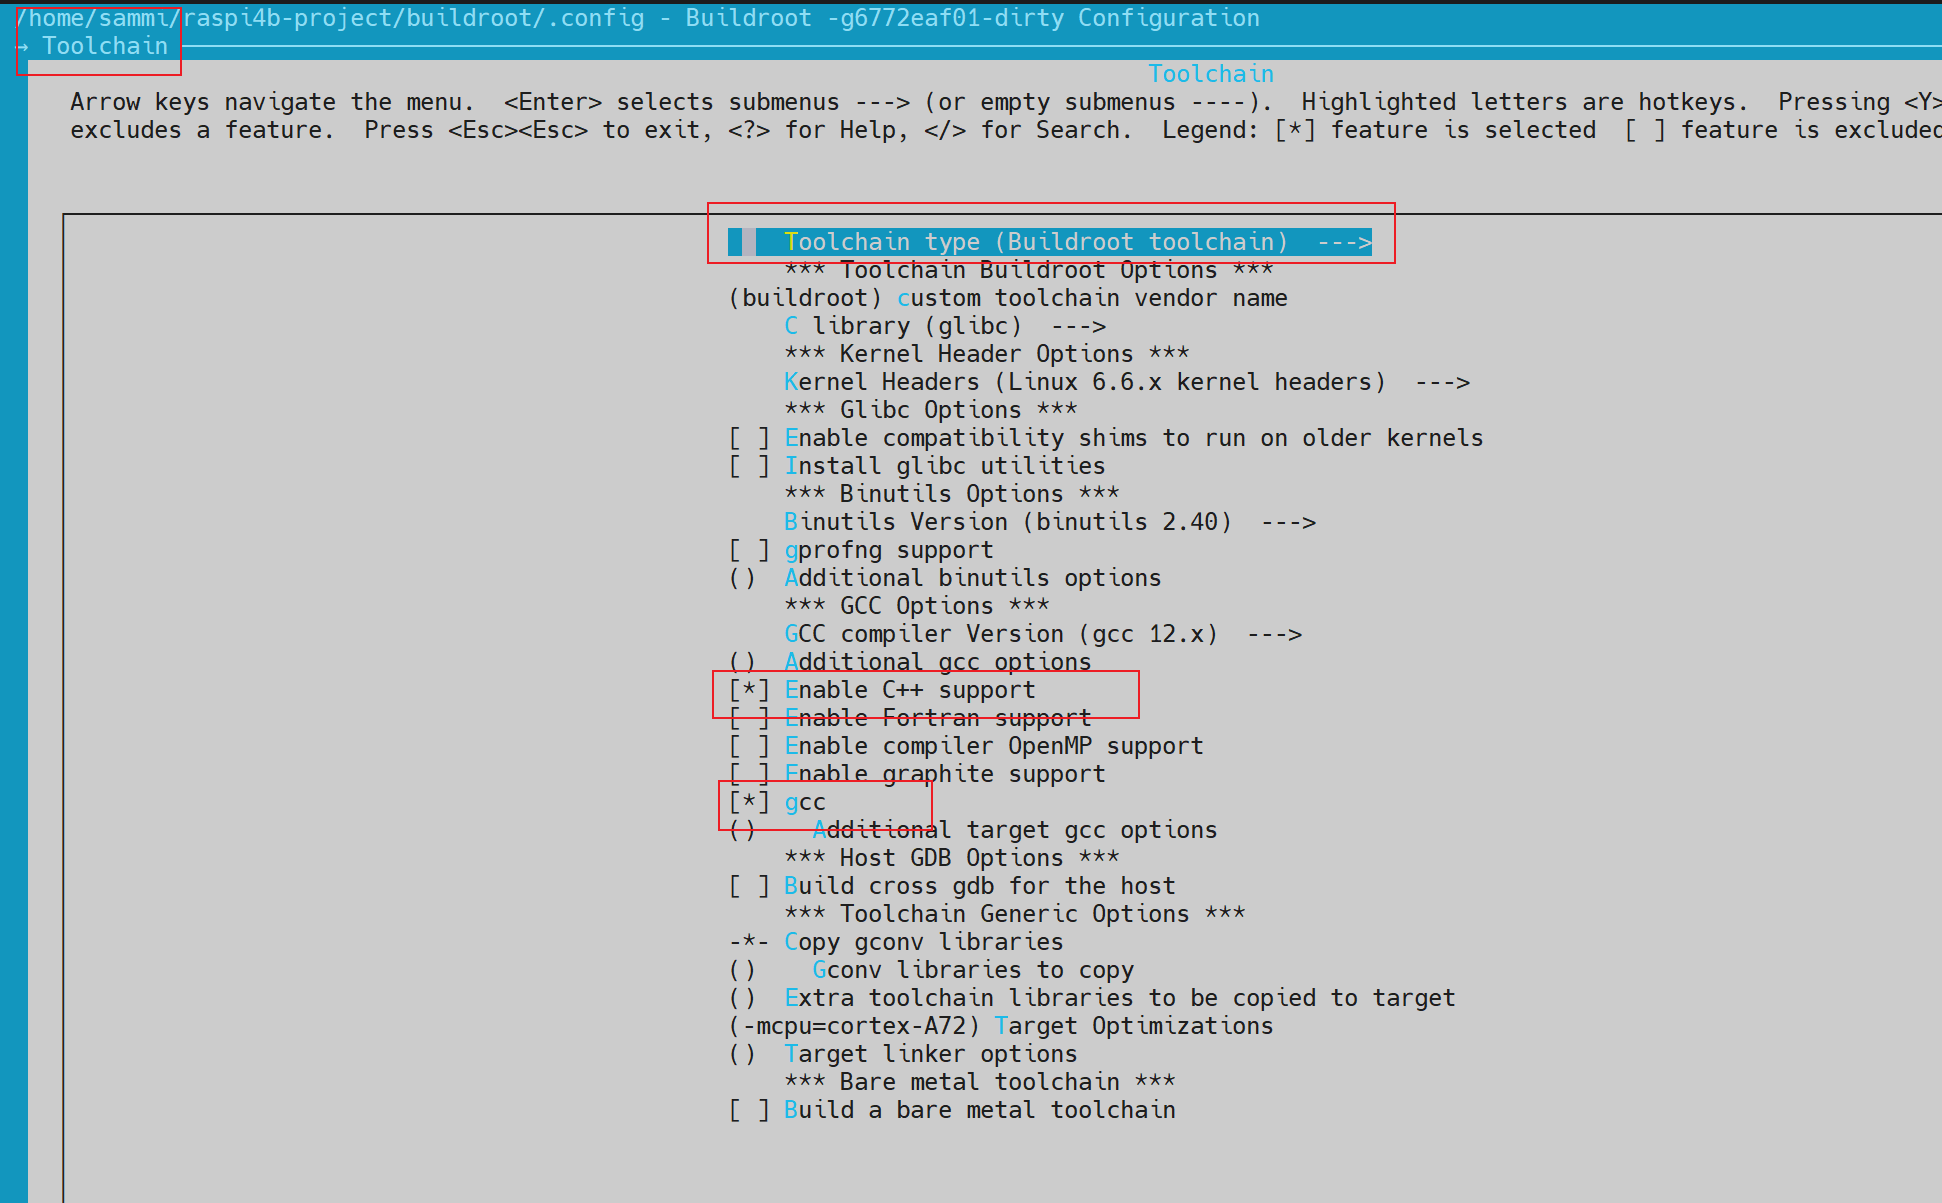 /home/sammi/raspi4b-project/buildroot/.config - Buildroot -g6772eaf01-dirty Configuration
→ Toolchain
Toolchain
Arrow keys navigate the menu.  <Enter> selects submenus ---> (or empty submenus ----).  Highlighted letters are hotkeys.  Pressing <Y>
excludes a feature.  Press <Esc><Esc> to exit, <?> for Help, </> for Search.  Legend: [*] feature is selected  [ ] feature is excluded
Toolchain type (Buildroot toolchain)  --->
*** Toolchain Buildroot Options ***
(buildroot) custom toolchain vendor name
C library (glibc)  --->
*** Kernel Header Options ***
Kernel Headers (Linux 6.6.x kernel headers)  --->
*** Glibc Options ***
[ ] Enable compatibility shims to run on older kernels
[ ] Install glibc utilities
*** Binutils Options ***
Binutils Version (binutils 2.40)  --->
[ ] gprofng support
()  Additional binutils options
*** GCC Options ***
GCC compiler Version (gcc 12.x)  --->
()  Additional gcc options
[*] Enable C++ support
[ ] Enable Fortran support
[ ] Enable compiler OpenMP support
[ ] Enable graphite support
[*] gcc
()    Additional target gcc options
*** Host GDB Options ***
[ ] Build cross gdb for the host
*** Toolchain Generic Options ***
-*- Copy gconv libraries
()    Gconv libraries to copy
()  Extra toolchain libraries to be copied to target
(-mcpu=cortex-A72) Target Optimizations
()  Target linker options
*** Bare metal toolchain ***
[ ] Build a bare metal toolchain